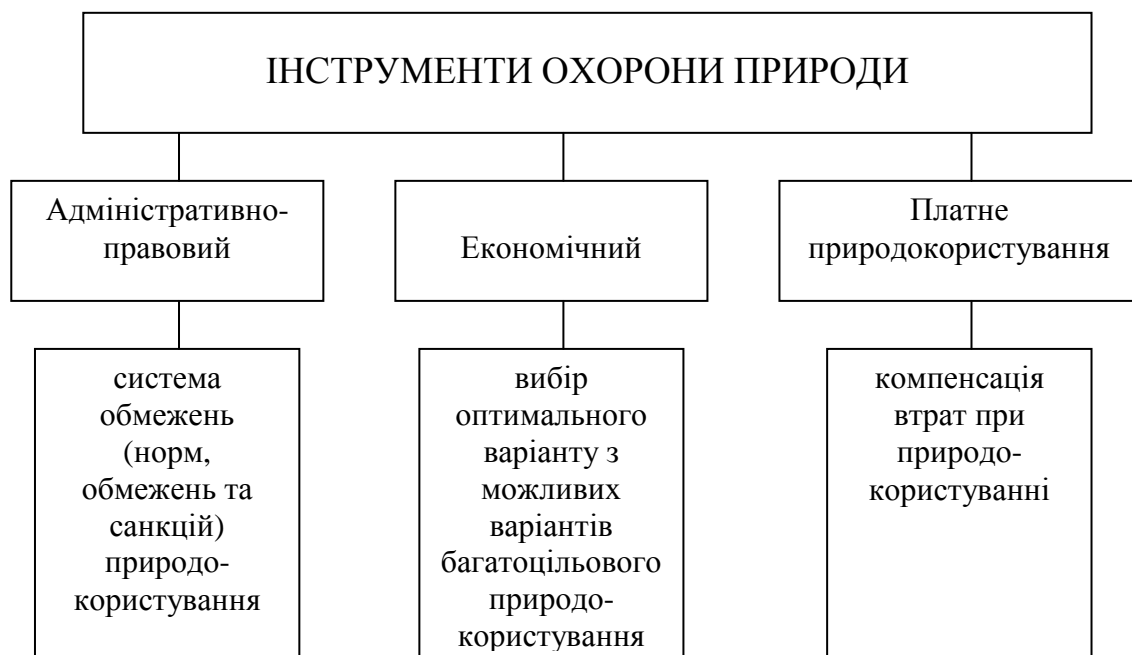 ІНСТРУМЕНТИ ОХОРОНИ ПРИРОДИ
Адміністративно-
правовий
Економічний
Платне
природокористування
система
обмежень
(норм,
обмежень та
санкцій)
природо-
користування
вибір
оптимального
варіанту з
можливих
варіантів
багатоцільового
природо-
користування
компенсація
втрат при
природо-
користуванні